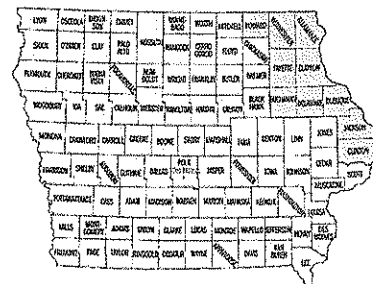 LYON OSCEOLA DICKINSON EMMET WINNEBAGO WORTH MITCHELL HOWARD WINNESHIEK ALLAMAKEE
KOSSUTH
SIOUX O'BRIEN CLAY PALO ALTO HANCOCK CERRO GORDO FLOYD CHICKASAW
FAYETTE CLAYTON
PLYMOUTH CHEROKEE BUENA VISTA POCAHONTAS HUMBOLDT WRIGHT FRANKLIN BUTLER BREMER
WOODBURY IDA SAC CALHOUN WEBSTER HAMILTON HARDIN GRUNDY BLACK HAWK BUCHANAN DELAWARE DUBUQUE
MONONA CRAWFORD CARROLL GREENE BOONE STORY MARSHALL TAMA BENTON LINN JONES JACKSON
CLINTON
CEDAR
HARRISON SHELBY AUDUBON GUTHRIE DALLAS POLK JASPER POWESHIEK IOWA JOHNSON SCOTT
MUSCATINE
POTTAWATTAMIE CASS ADAIR MADISON WARREN MARION MAHASKA KEOKUK WASHINGTON LOUISA
MILLS MONTGOMERY ADAMS UNION CLARKE LUCAS MONROE WAPELLO JEFFERSON HENRY DES MOINES
FREMONT PAGE TAYLOR RINGGOLD DECATUR WAYNE APPANOOSE DAVIS VAN BUREN
LEE